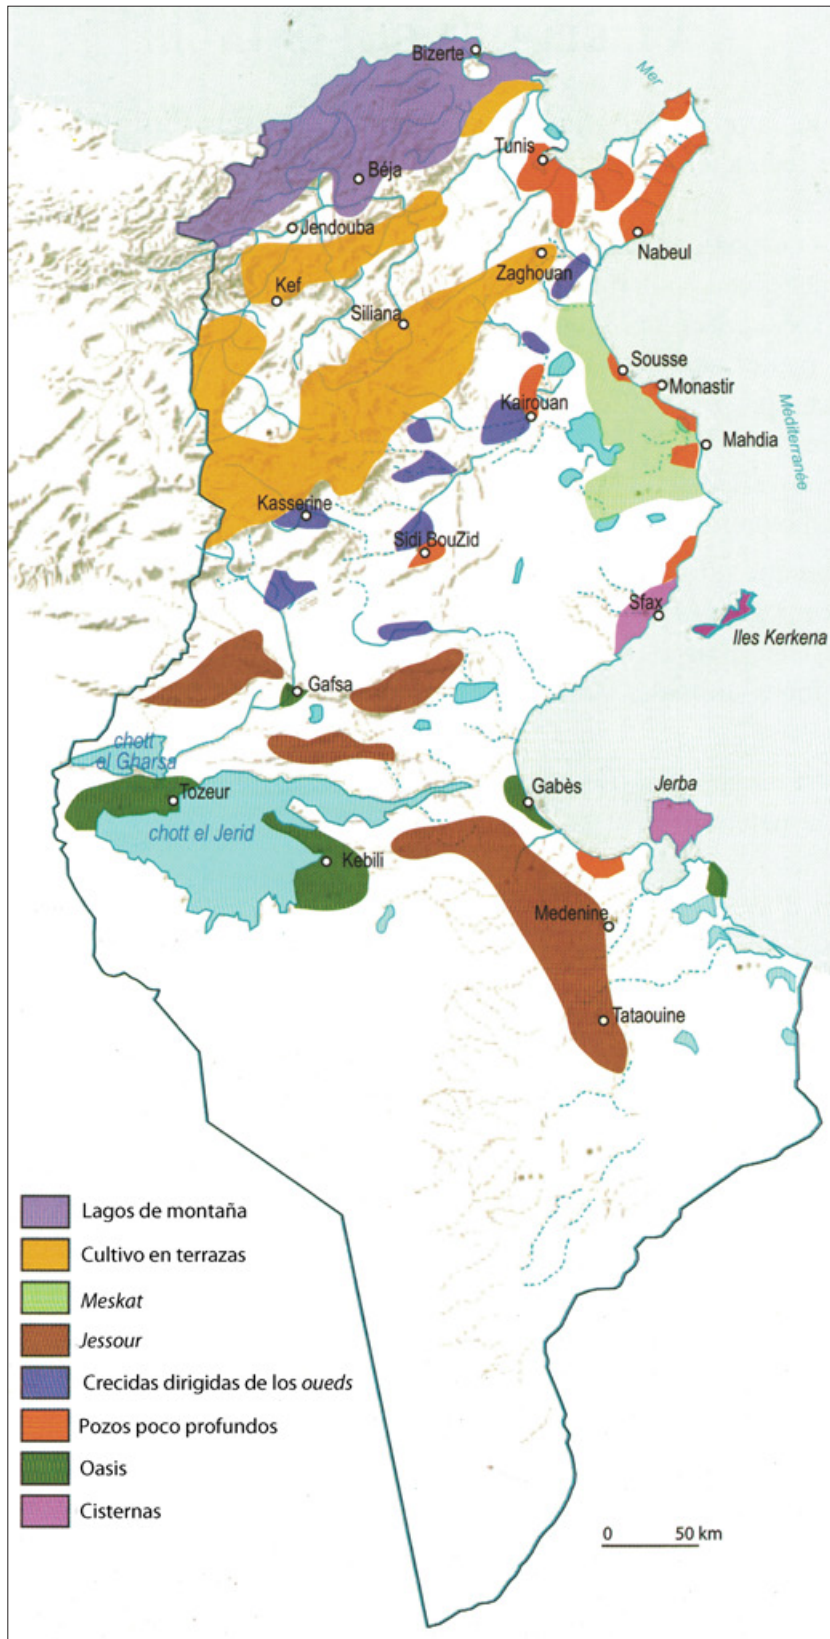 Bizerte
Mer
Tunis
Béja
Jendouba
Nabeul
Zaghouan
Kef
Siliana
Sousse
Monastir
Kairouan
Méditerranée
Mahdia
Kasserine
Sidi BouZid
Sfax
Iles Kerkena
Gafsa
chott
el Gharsa
Tozeur
Gabès
Jerba
chott el Jerid
Kebili
Medenine
Tataouine
Lagos de montaña
Cultivo en terrazas
Meskat
Jessour
Crecidas dirigidas de los oueds
Pozos poco profundos
Oasis
Cisternas
0 50 km